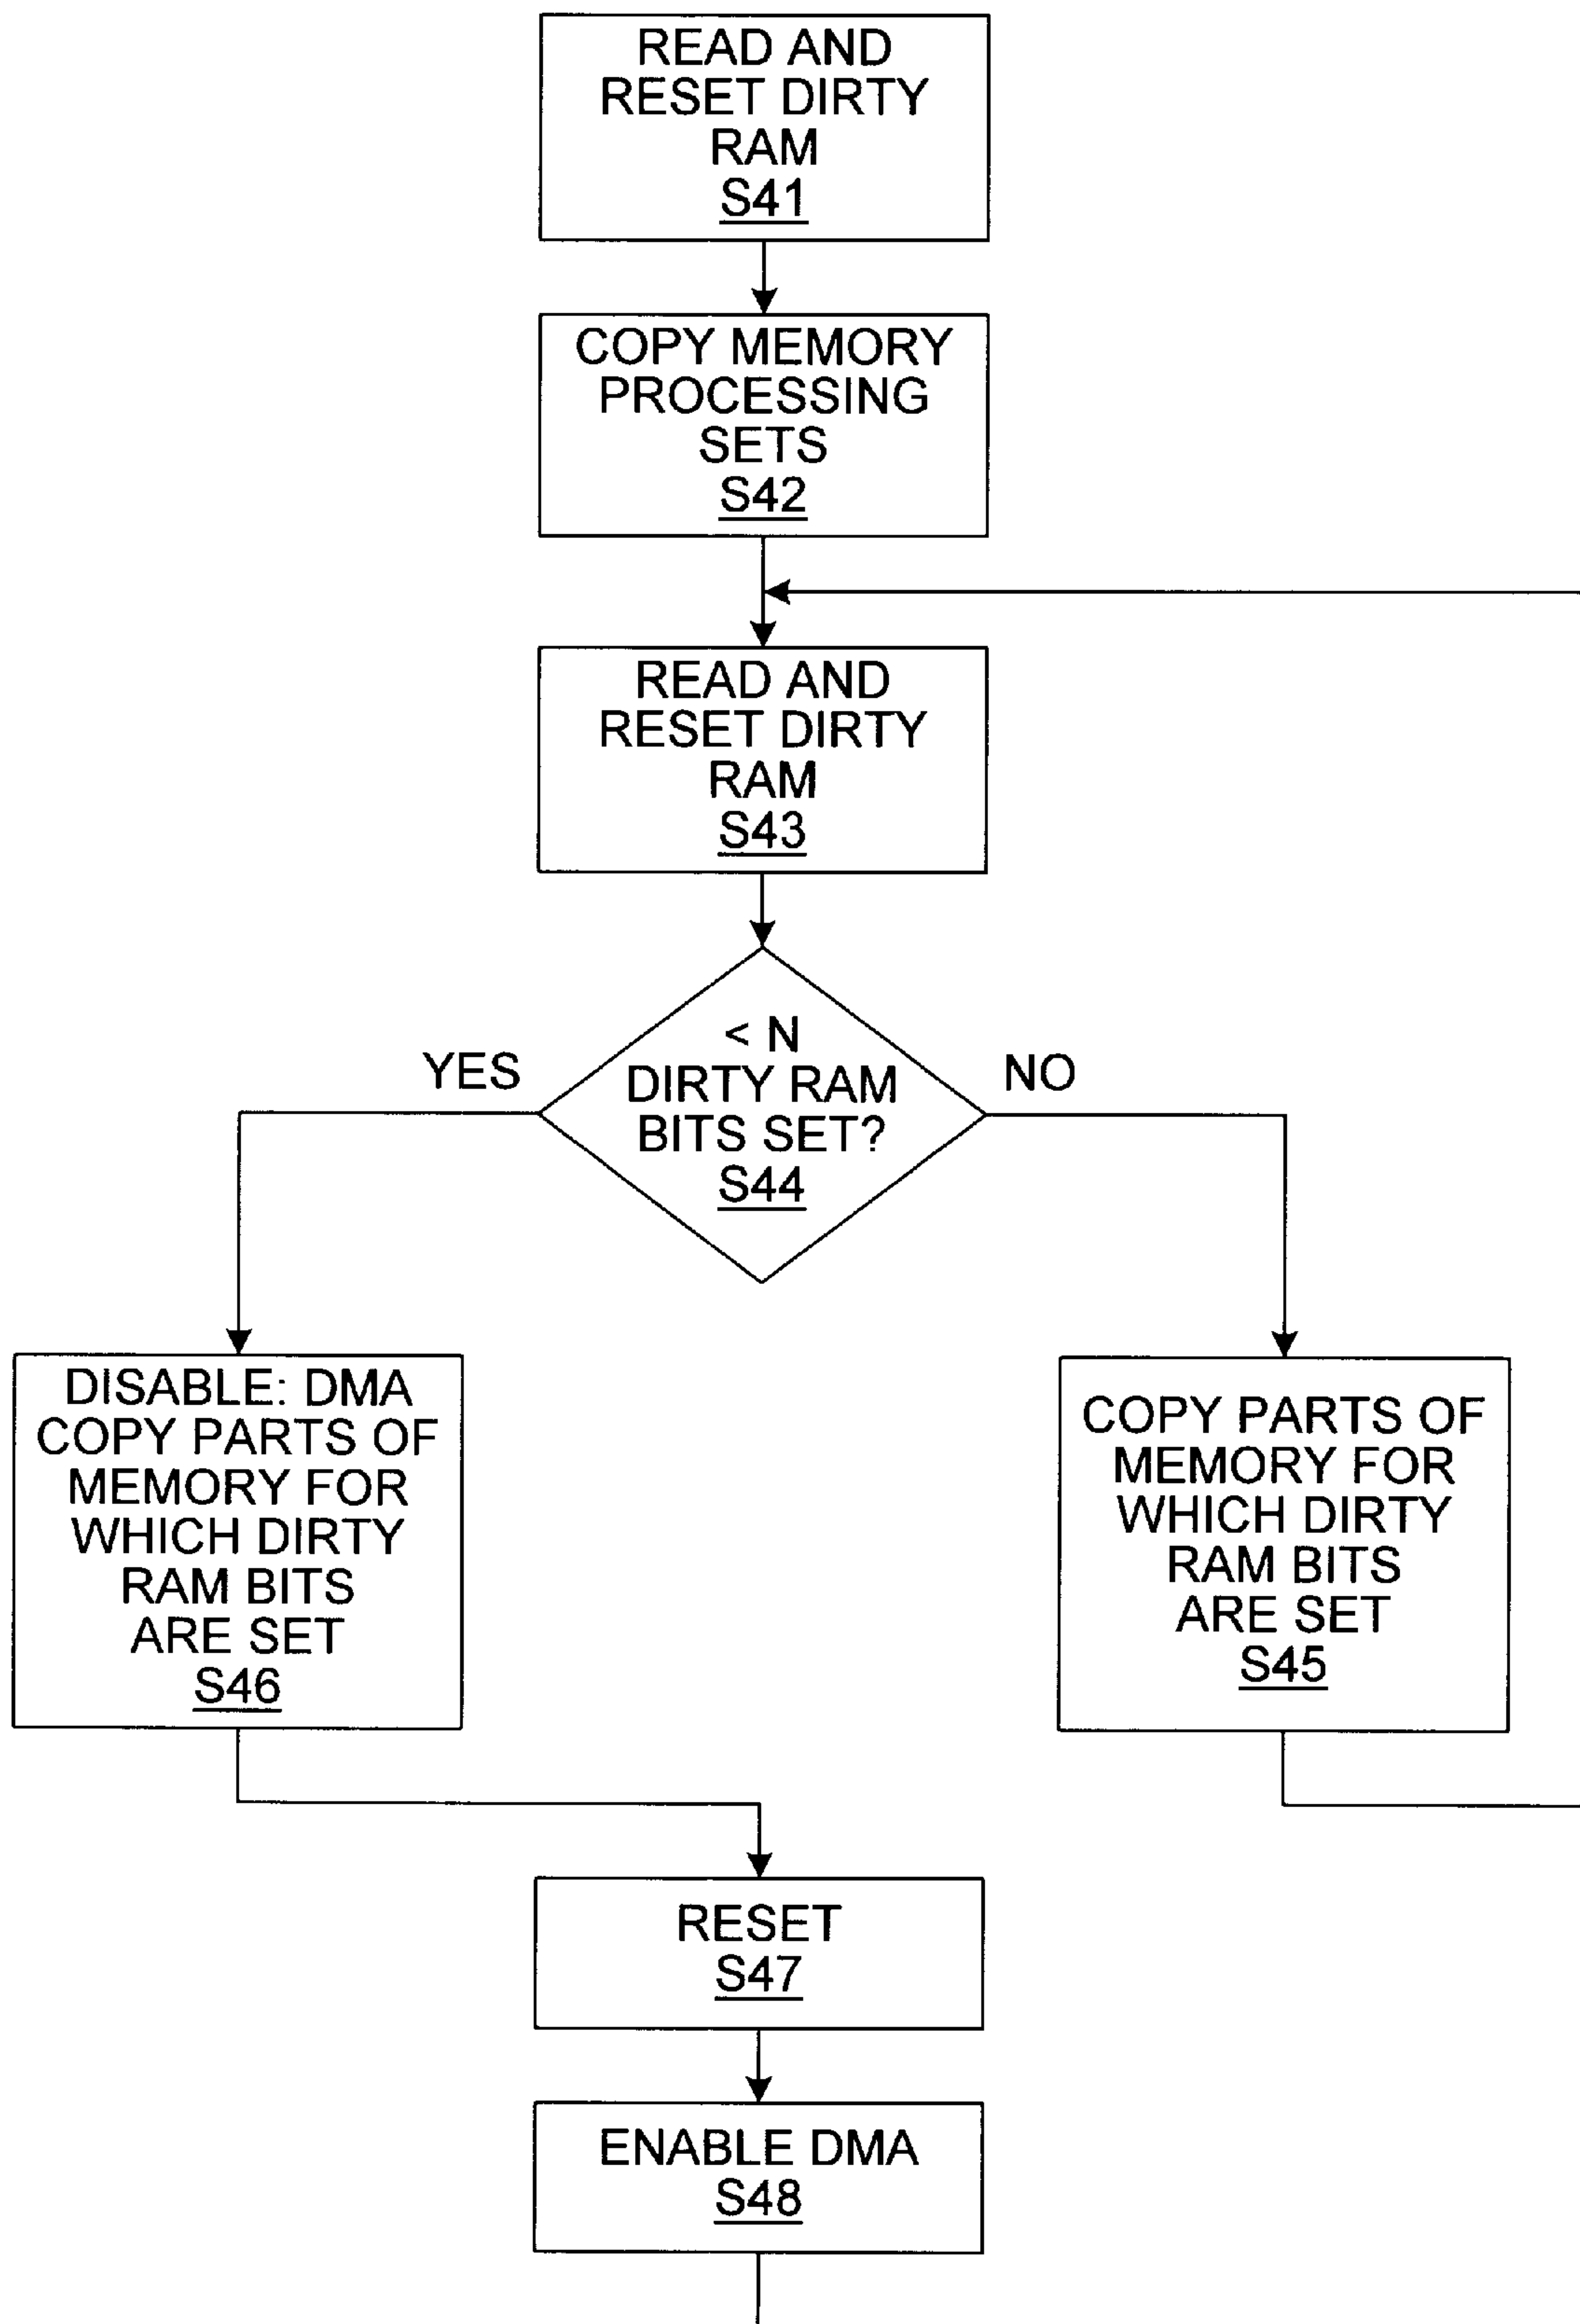 READ AND
RESET DIRTY
RAM
S41
COPY MEMORY
PROCESSING
SETS
S42
READ AND
RESET DIRTY
RAM
S43
< N
DIRTY RAM
BITS SET?
S44
YES
NO
DISABLE: DMA
COPY PARTS OF
MEMORY FOR
WHICH DIRTY
RAM BITS
ARE SET
S46
COPY PARTS OF
MEMORY FOR
WHICH DIRTY
RAM BITS
ARE SET
S45
RESET
S47
ENABLE DMA
S48